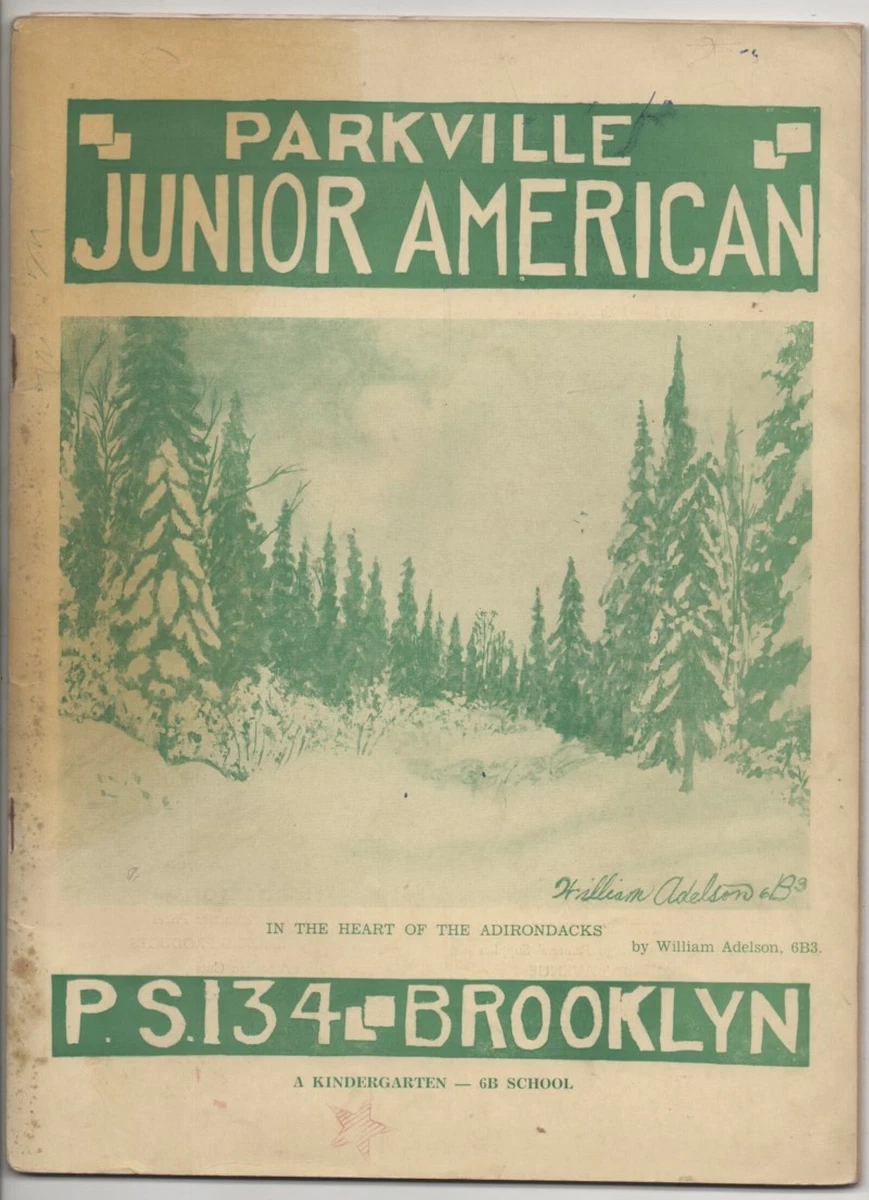 PARKVILLE
JUNIOR AMERICAN
William Adelson 6B3
IN THE HEART OF THE ADIRONDACKS
by William Adelson, 6B3.
P.S.134 BROOKLYN
A KINDERGARTEN — 6B SCHOOL